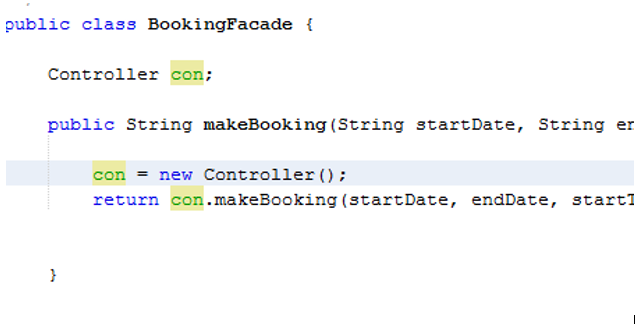 public class BookingFacade {
Controller con;
public String makeBooking(String startDate, String en
con = new Controller();
return con.makeBooking(startDate, endDate, startT
}